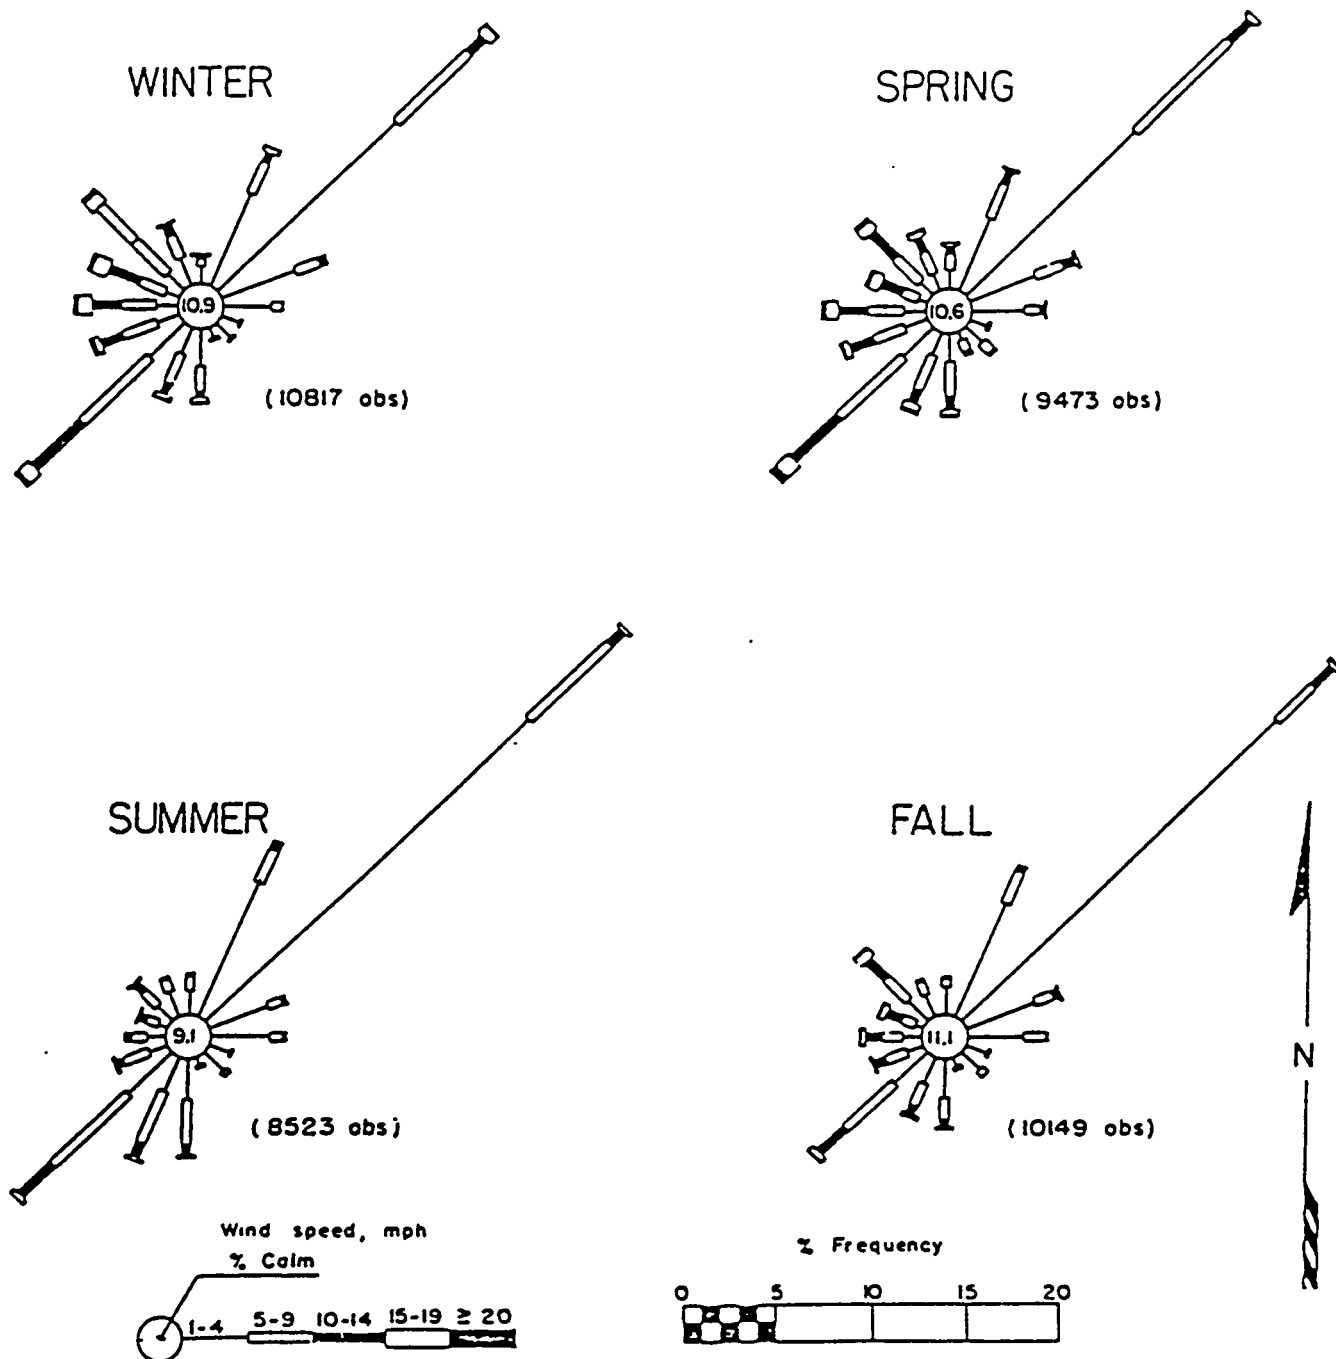 WINTER
SPRING
10.9
10.6
(10817 obs)
(9473 obs)
SUMMER
FALL
9.1
11.1
(8523 obs)
(10149 obs)
N
Wind speed, mph
% Calm
1-4 5-9 10-14 15-19 ≥ 20
% Frequency
0 5 10 15 20